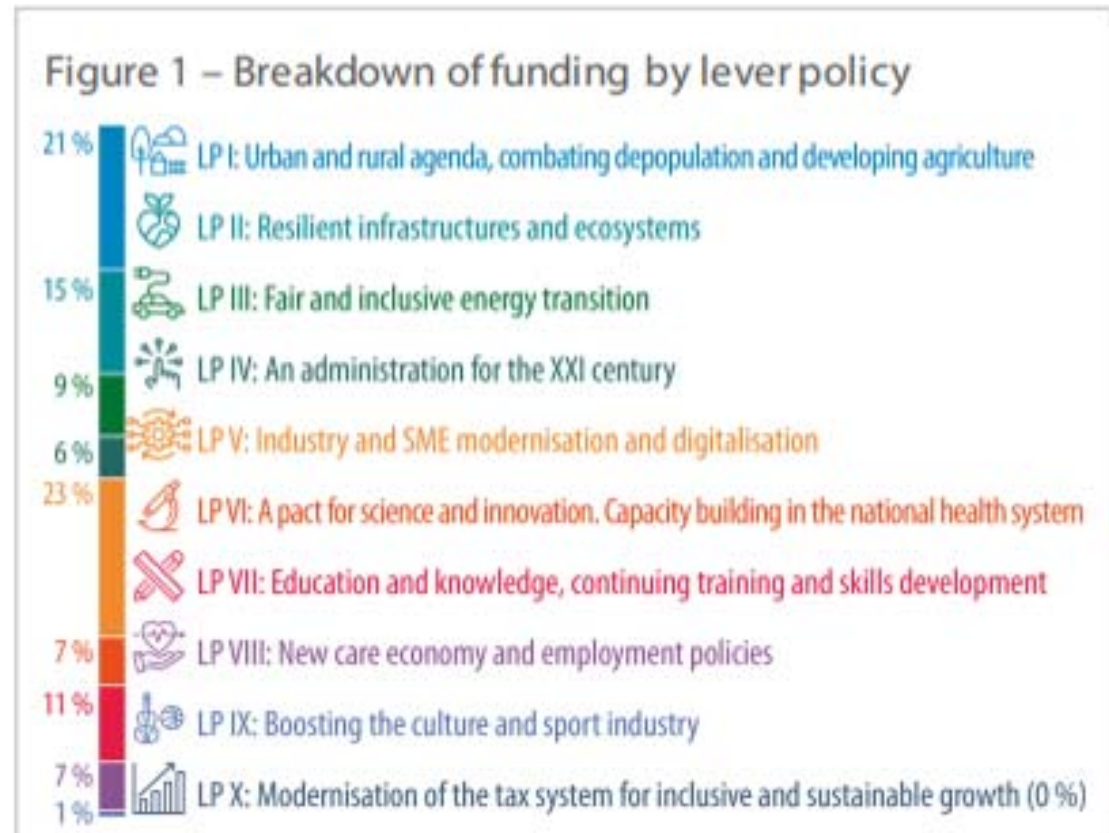 Figure 1 – Breakdown of funding by lever policy
21 %
LP I: Urban and rural agenda, combating depopulation and developing agriculture
LP II: Resilient infrastructures and ecosystems
15 %
LP III: Fair and inclusive energy transition
LP IV: An administration for the XXI century
9 %
LP V: Industry and SME modernisation and digitalisation
6 %
23 %
LP VI: A pact for science and innovation. Capacity building in the national health system
LP VII: Education and knowledge, continuing training and skills development
7 %
LP VIII: New care economy and employment policies
11 %
LP IX: Boosting the culture and sport industry
7 %
LP X: Modernisation of the tax system for inclusive and sustainable growth (0 %)
1 %